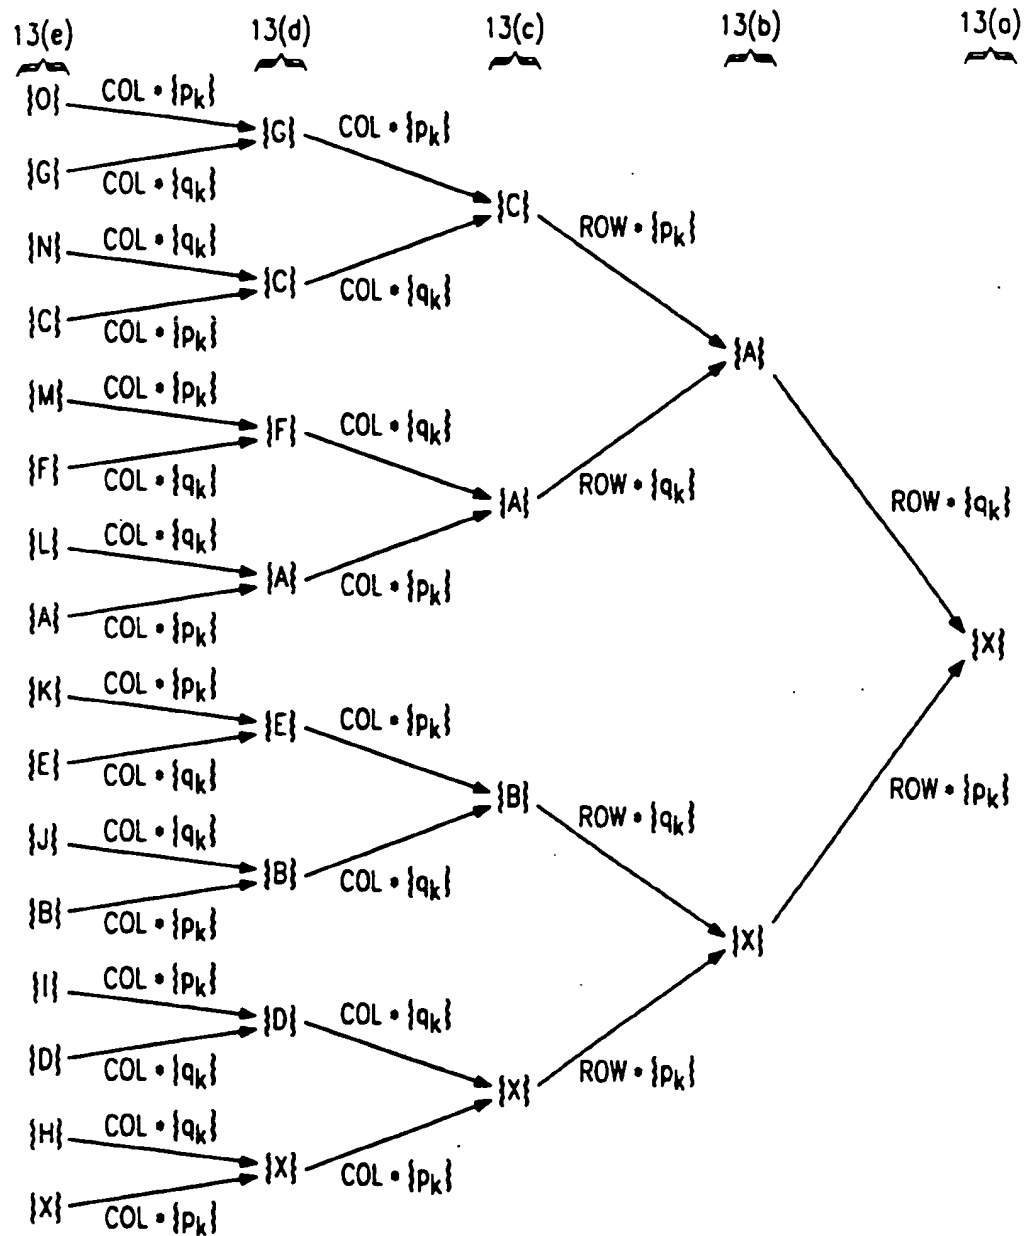 13(e) 13(d) 13(c) 13(b) 13(a)
{O} COL * {pk}
{G} COL * {pk}
{G} COL * {qk}
{C} ROW * {pk}
{N} COL * {qk}
{C} COL * {qk}
{C} COL * {pk}
{A}
{M} COL * {pk}
{F} COL * {qk}
{F} COL * {qk}
{A} ROW * {qk}
ROW * {qk}
{L} COL * {qk}
{A} COL * {pk}
{A} COL * {pk}
{X}
{K} COL * {pk}
{E} COL * {pk}
{E} COL * {qk}
{B} ROW * {qk}
ROW * {pk}
{J} COL * {qk}
{B} COL * {qk}
{B} COL * {pk}
{X}
{I} COL * {pk}
{D} COL * {qk}
{D} COL * {qk}
{X} ROW * {pk}
{H} COL * {qk}
{X} COL * {pk}
{X} COL * {pk}